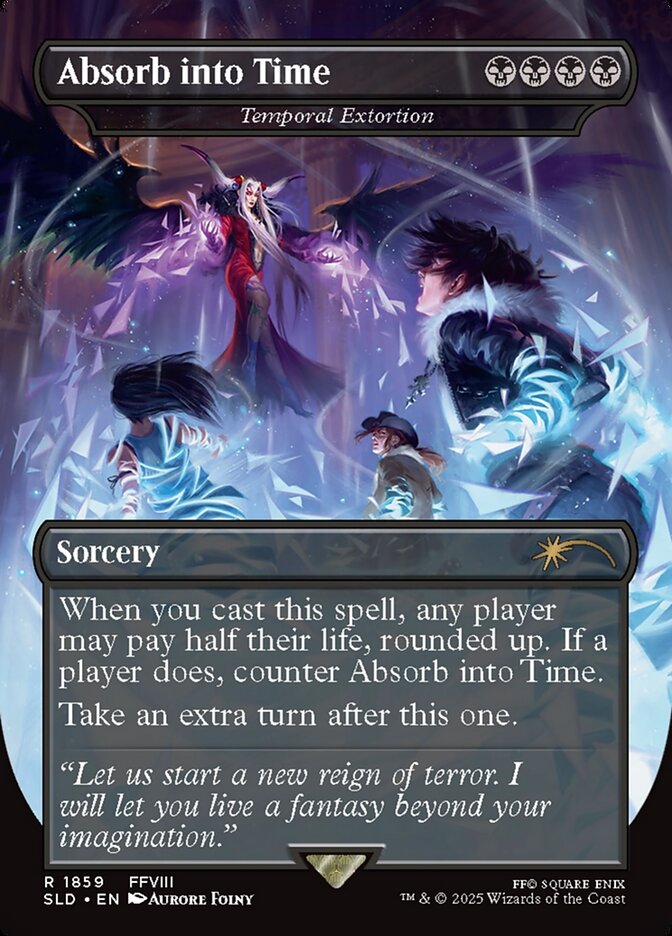 Absorb into Time
Temporal Extortion
Sorcery
When you cast this spell, any player
may pay half their life, rounded up. If a
player does, counter Absorb into Time.
Take an extra turn after this one.
“Let us start a new reign of terror. I
will let you live a fantasy beyond your
imagination.”
R 1859 FFVIII
SLD • EN Aurore Folny
FF© SQUARE ENIX
™ & © 2025 Wizards of the Coast